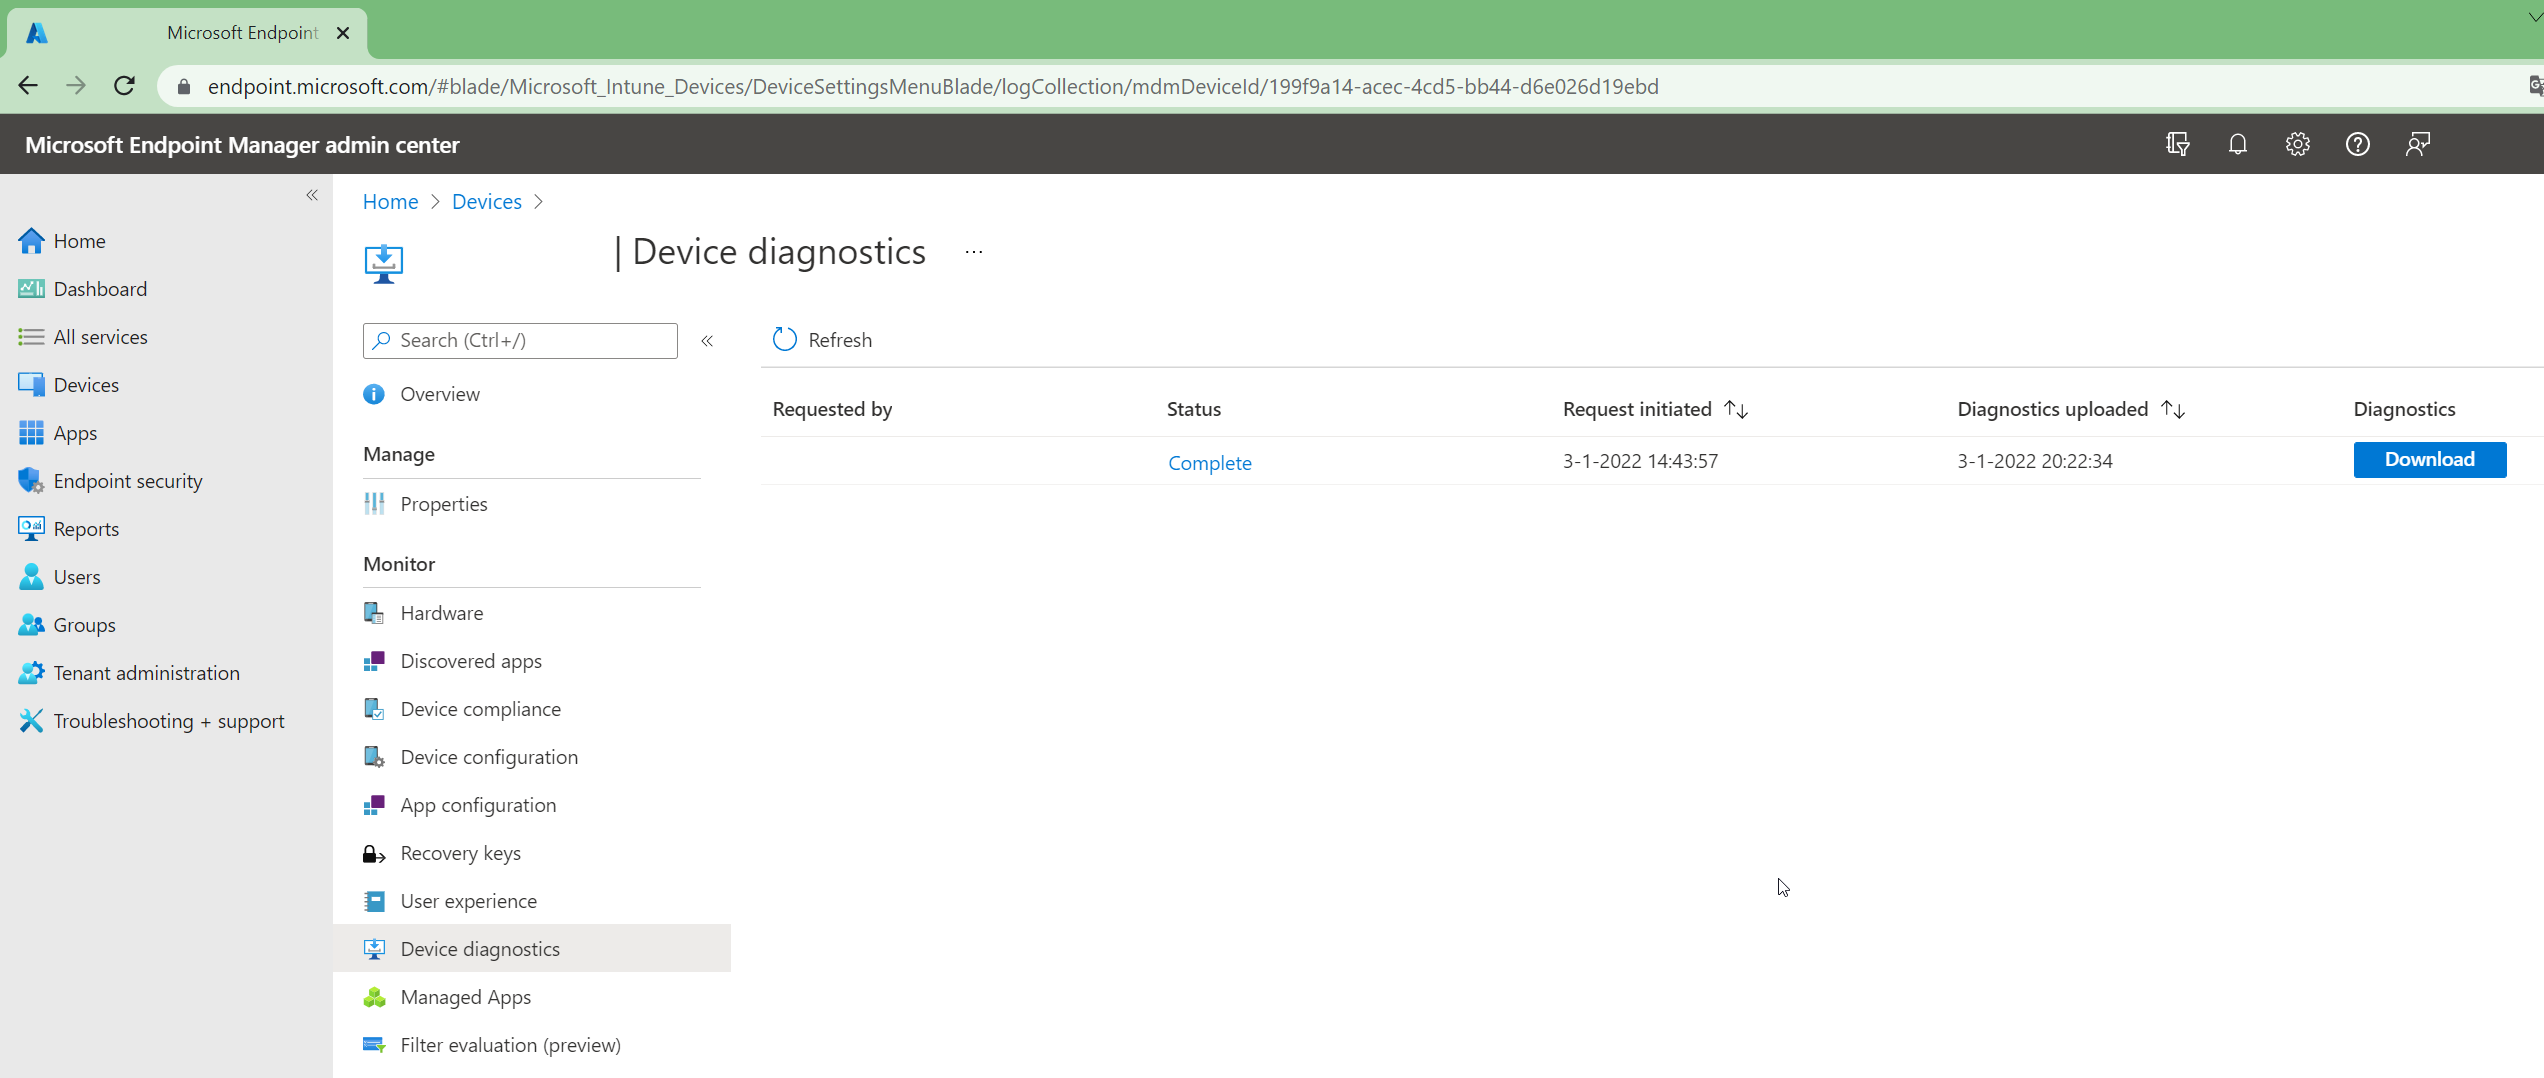 Microsoft Endpoint
endpoint.microsoft.com/#blade/Microsoft_Intune_Devices/DeviceSettingsMenuBlade/logCollection/mdmDeviceId/199f9a14-acec-4cd5-bb44-d6e026d19ebd
Microsoft Endpoint Manager admin center
Home
Dashboard
All services
Devices
Apps
Endpoint security
Reports
Users
Groups
Tenant administration
Troubleshooting + support
Home > Devices >
| Device diagnostics ...
Search (Ctrl+/)
Overview
Manage
Properties
Monitor
Hardware
Discovered apps
Device compliance
Device configuration
App configuration
Recovery keys
User experience
Device diagnostics
Managed Apps
Filter evaluation (preview)
Refresh
Requested by Status Request initiated Diagnostics uploaded Diagnostics
Complete 3-1-2022 14:43:57 3-1-2022 20:22:34 Download